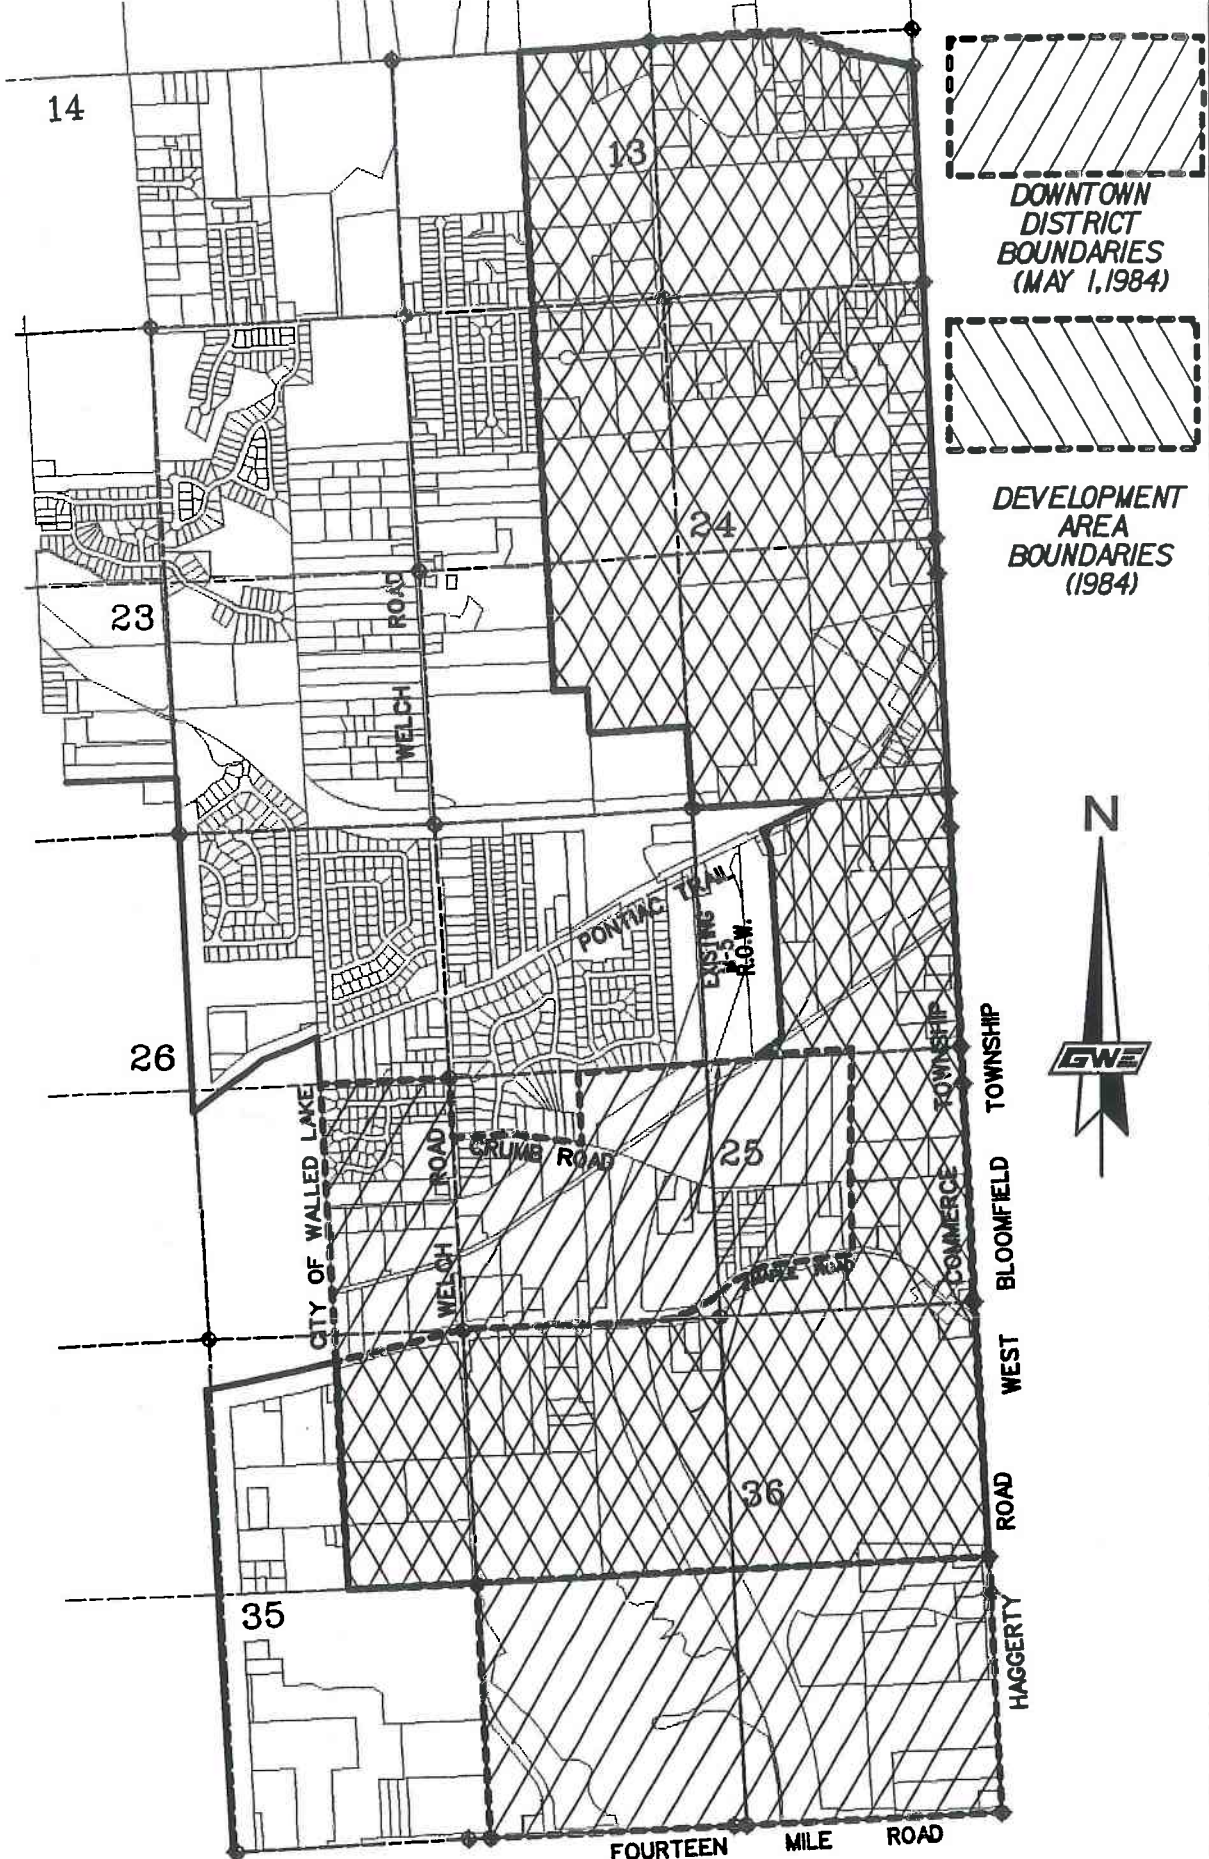 14
13
DOWNTOWN
DISTRICT
BOUNDARIES
(MAY 1,1984)
24
DEVELOPMENT
AREA
BOUNDARIES
(1984)
23
WELCH ROAD
N
PONTIAC TRAIL
EXISTING
M-5
R.O.W.
GWE
26
CITY OF WALLED LAKE
WELCH ROAD
CRUMB ROAD
25
MAPLE ROAD
COMMERCE TOWNSHIP
WEST BLOOMFIELD TOWNSHIP
HAGGERTY ROAD
36
35
FOURTEEN MILE ROAD